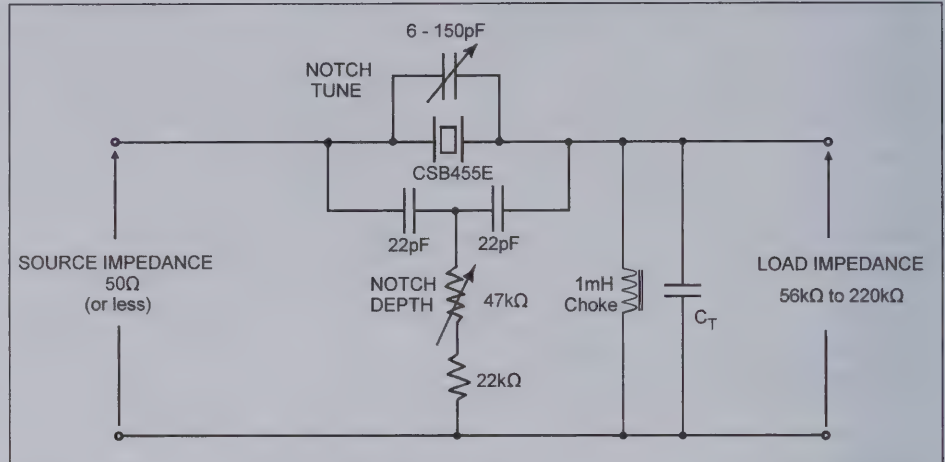 6 - 150pF
NOTCH
TUNE
CSB455E
22pF
22pF
SOURCE IMPEDANCE
50Ω
(or less)
NOTCH
DEPTH
47kΩ
22kΩ
1mH
Choke
C_T
LOAD IMPEDANCE
56kΩ to 220kΩ